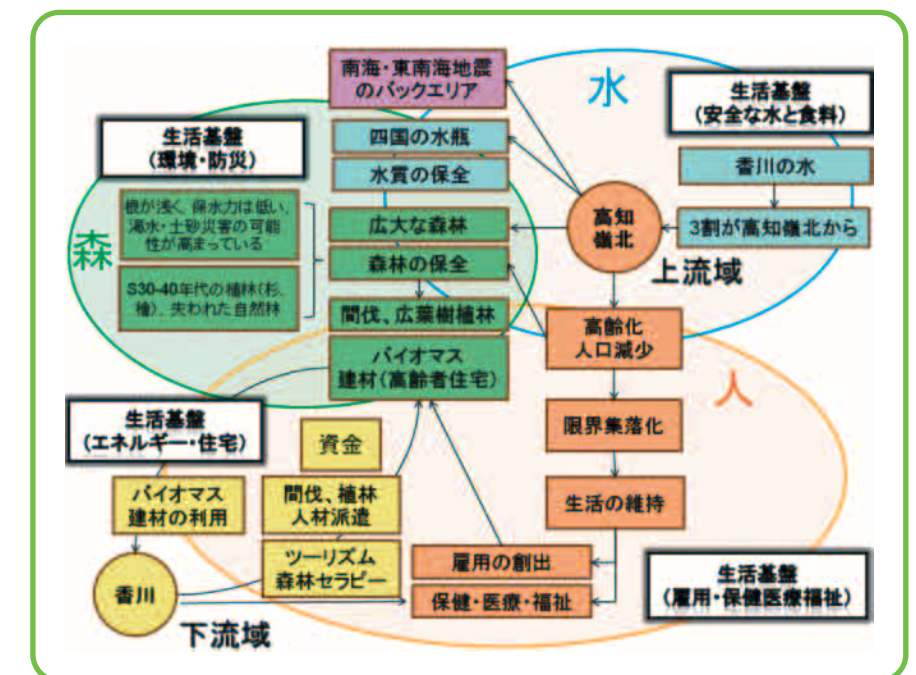 南海・東南海地震
のバックエリア
水
生活基盤
(安全な水と食料)
生活基盤
(環境・防災)
四国の水瓶
水質の保全
香川の水
根が浅く、保水力は低い、
渇水・土砂災害の可能
性が高まっている
森
広大な森林
森林の保全
高知
嶺北
3割が高知嶺北から
上流域
S30-40年代の植林(杉、
檜)、失われた自然林
間伐、広葉樹植林
高齢化
人口減少
バイオマス
建材(高齢者住宅)
人
生活基盤
(エネルギー・住宅)
資金
限界集落化
バイオマス
建材の利用
間伐、植林
人材派遣
生活の維持
ツーリズム
森林セラピー
雇用の創出
保健・医療・福祉
生活基盤
(雇用・保健医療福祉)
香川
下流域